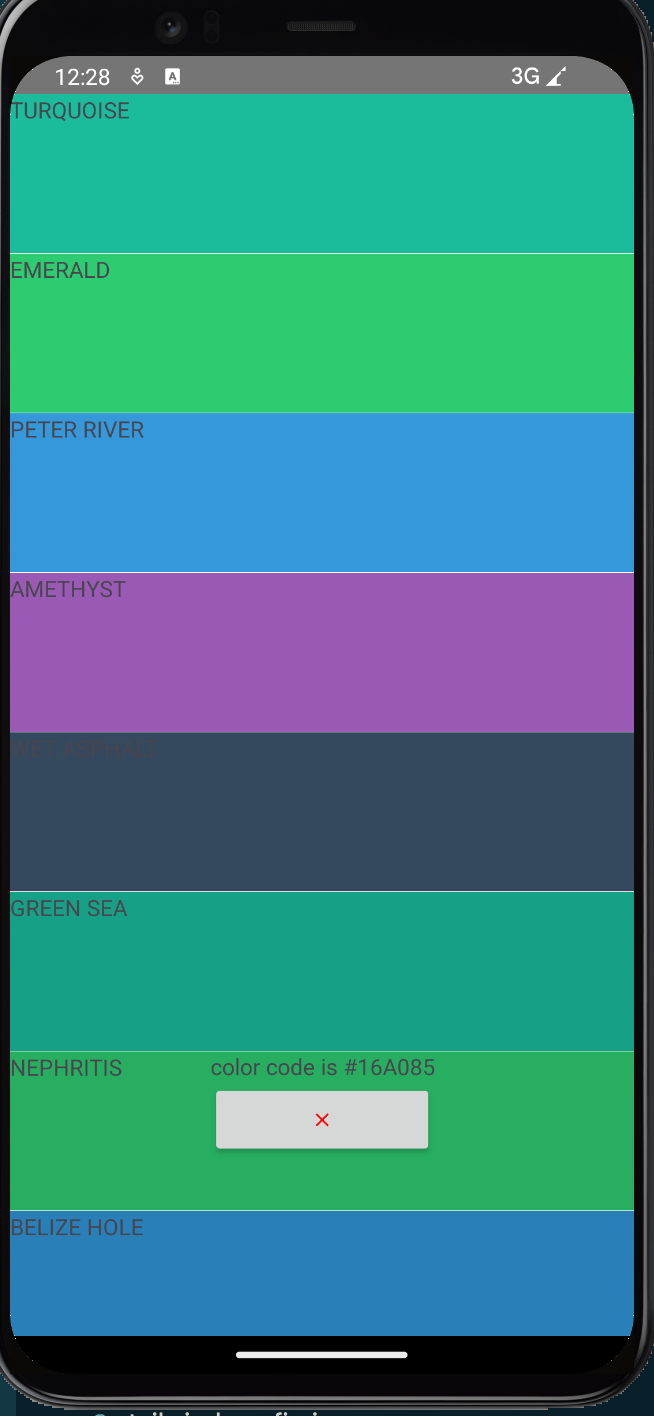 12:28 A 3G
TURQUOISE
EMERALD
PETER RIVER
AMETHYST
WET ASPHALT
GREEN SEA
NEPHRITIS color code is #16A085
BELIZE HOLE